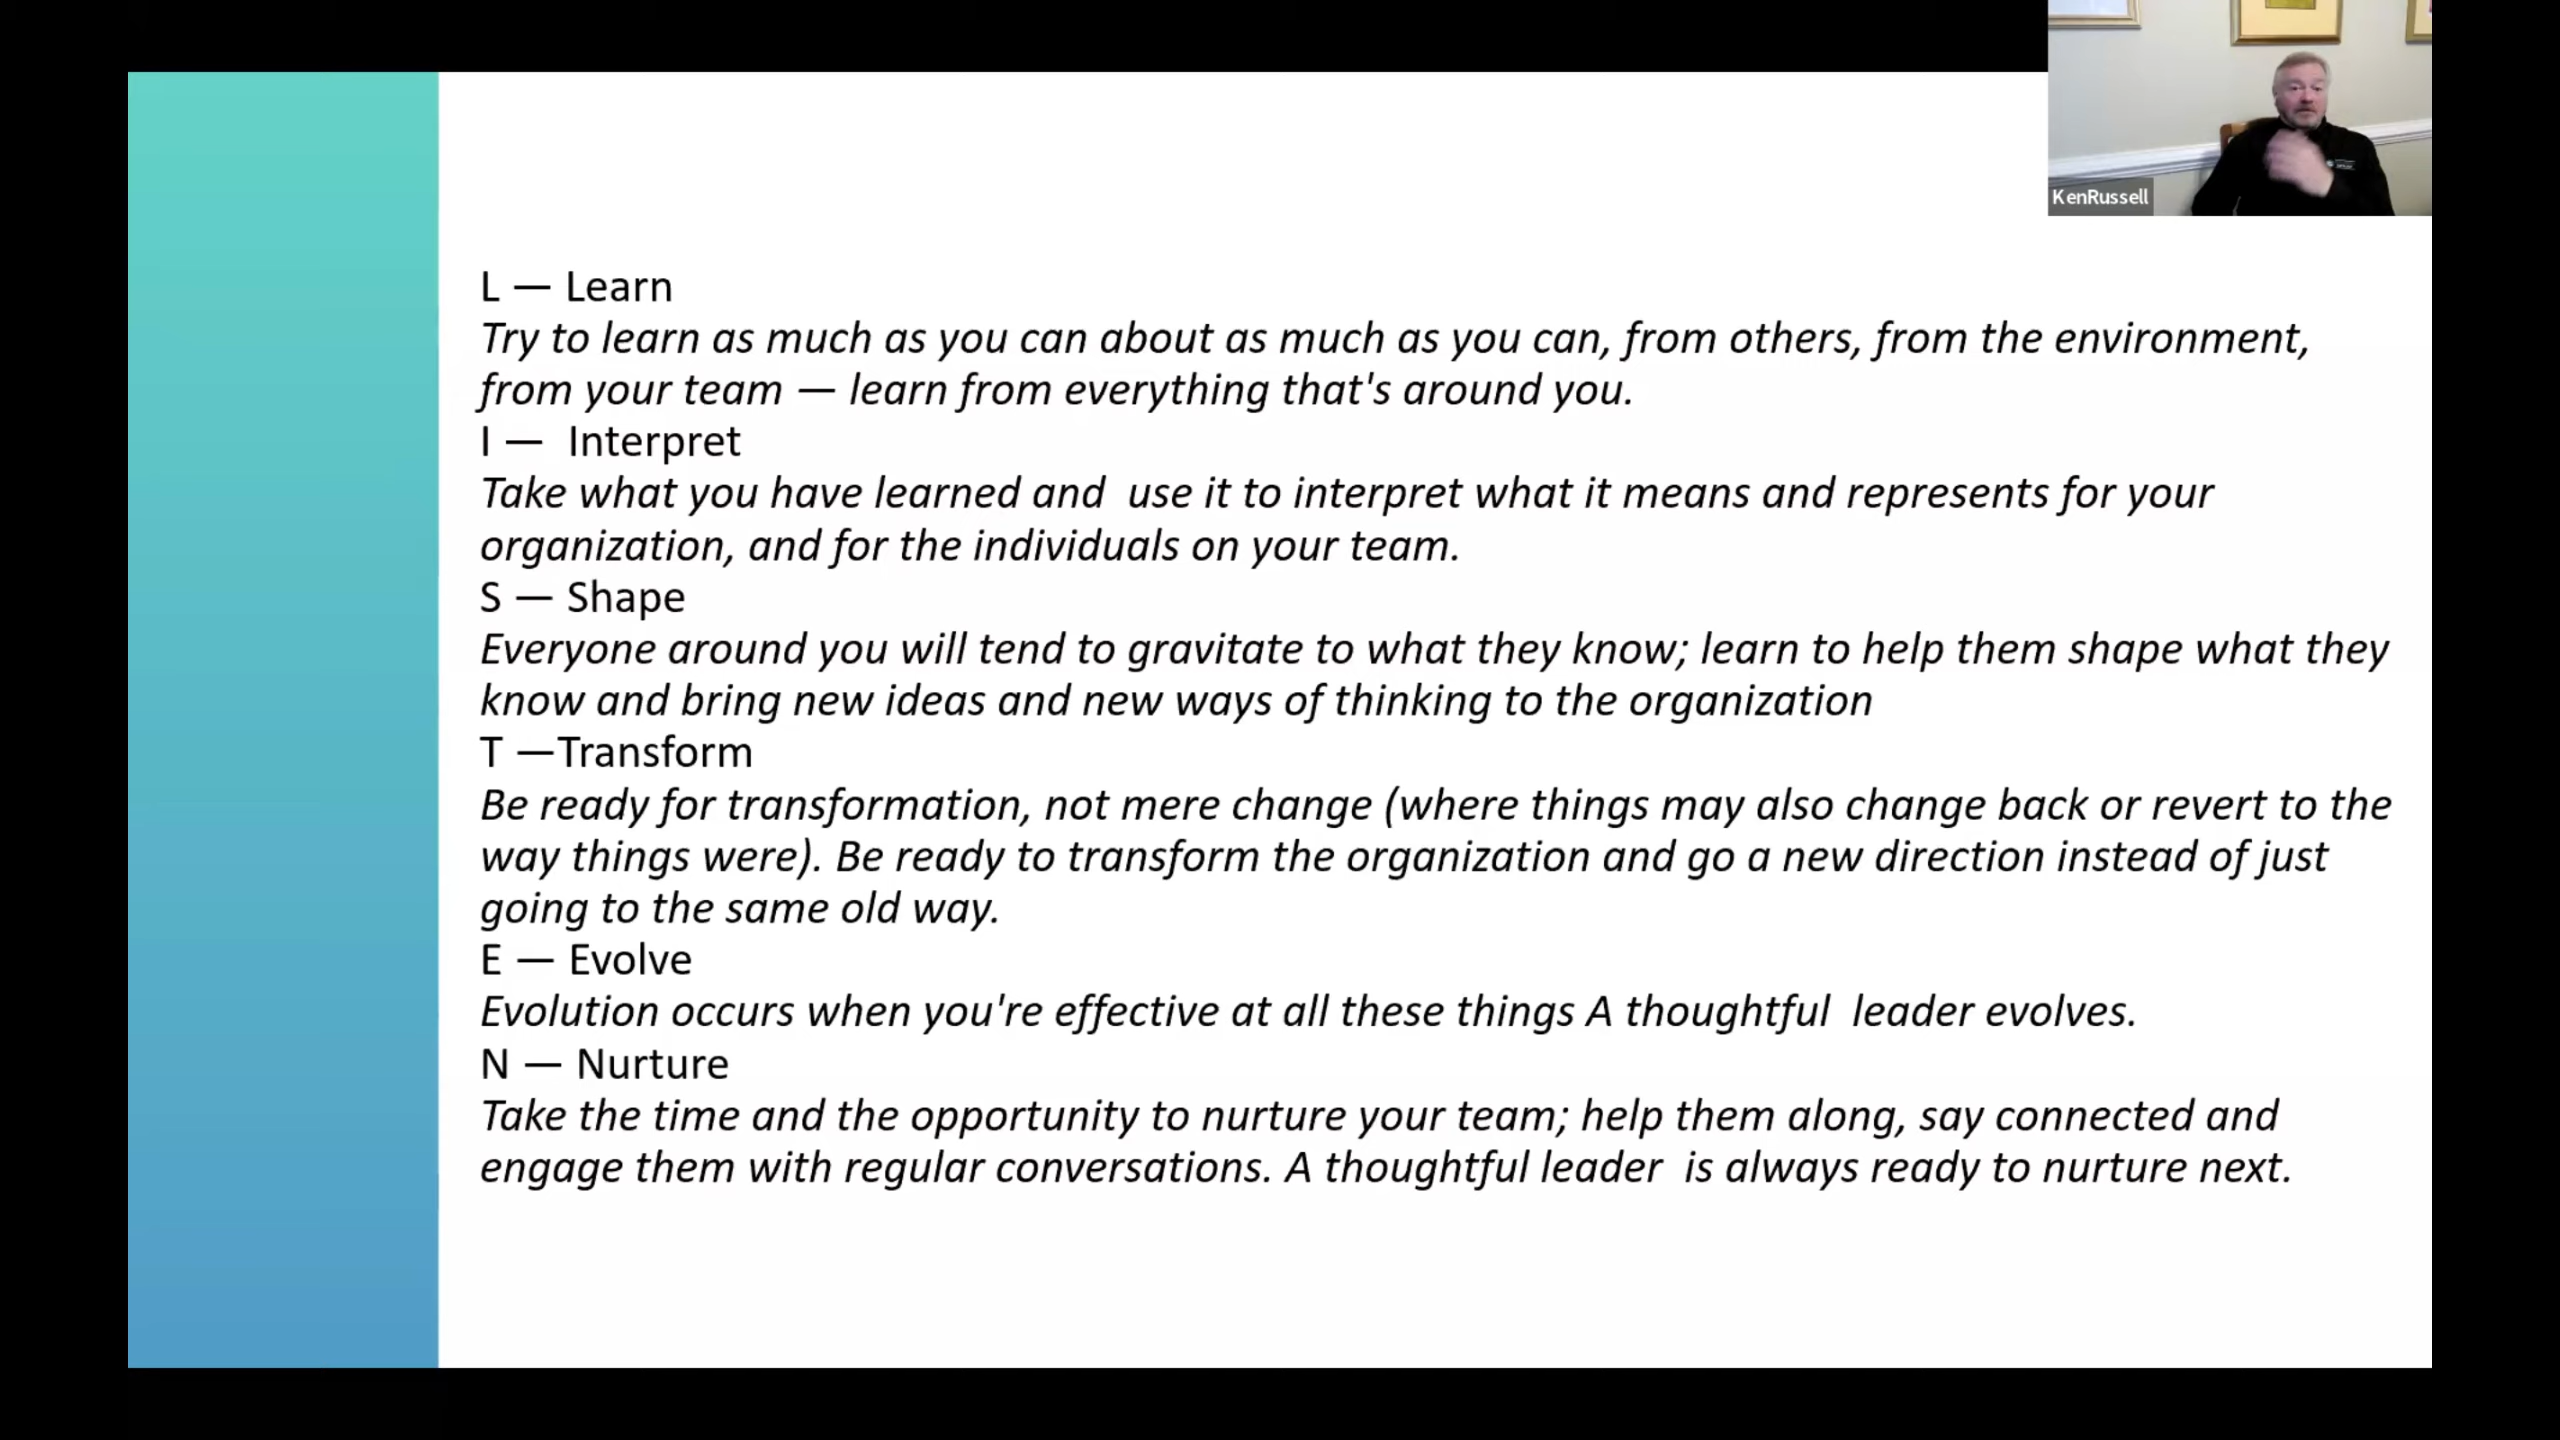 KenRussell
L — Learn
Try to learn as much as you can about as much as you can, from others, from the environment,
from your team — learn from everything that's around you.
I —  Interpret
Take what you have learned and  use it to interpret what it means and represents for your
organization, and for the individuals on your team.
S — Shape
Everyone around you will tend to gravitate to what they know; learn to help them shape what they
know and bring new ideas and new ways of thinking to the organization
T —Transform
Be ready for transformation, not mere change (where things may also change back or revert to the
way things were). Be ready to transform the organization and go a new direction instead of just
going to the same old way.
E — Evolve
Evolution occurs when you're effective at all these things A thoughtful  leader evolves.
N — Nurture
Take the time and the opportunity to nurture your team; help them along, say connected and
engage them with regular conversations. A thoughtful leader  is always ready to nurture next.